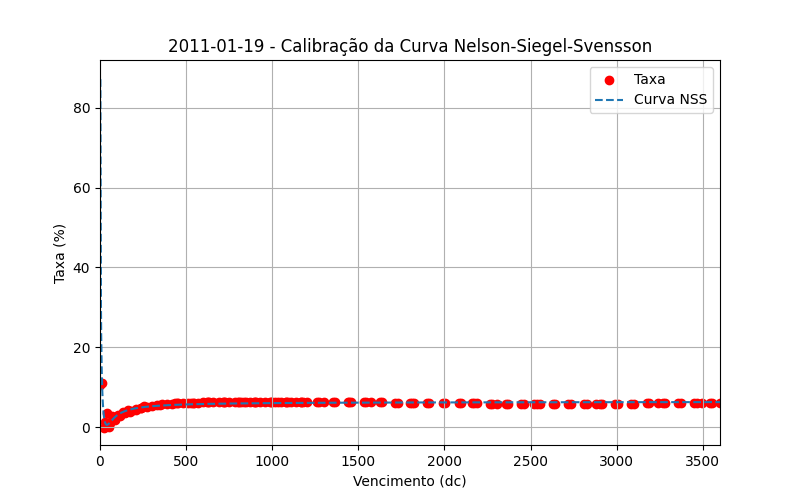 2011-01-19 - Calibração da Curva Nelson-Siegel-Svensson
Taxa
Curva NSS
Taxa (%)
80
60
40
20
0
0 500 1000 1500 2000 2500 3000 3500
Vencimento (dc)